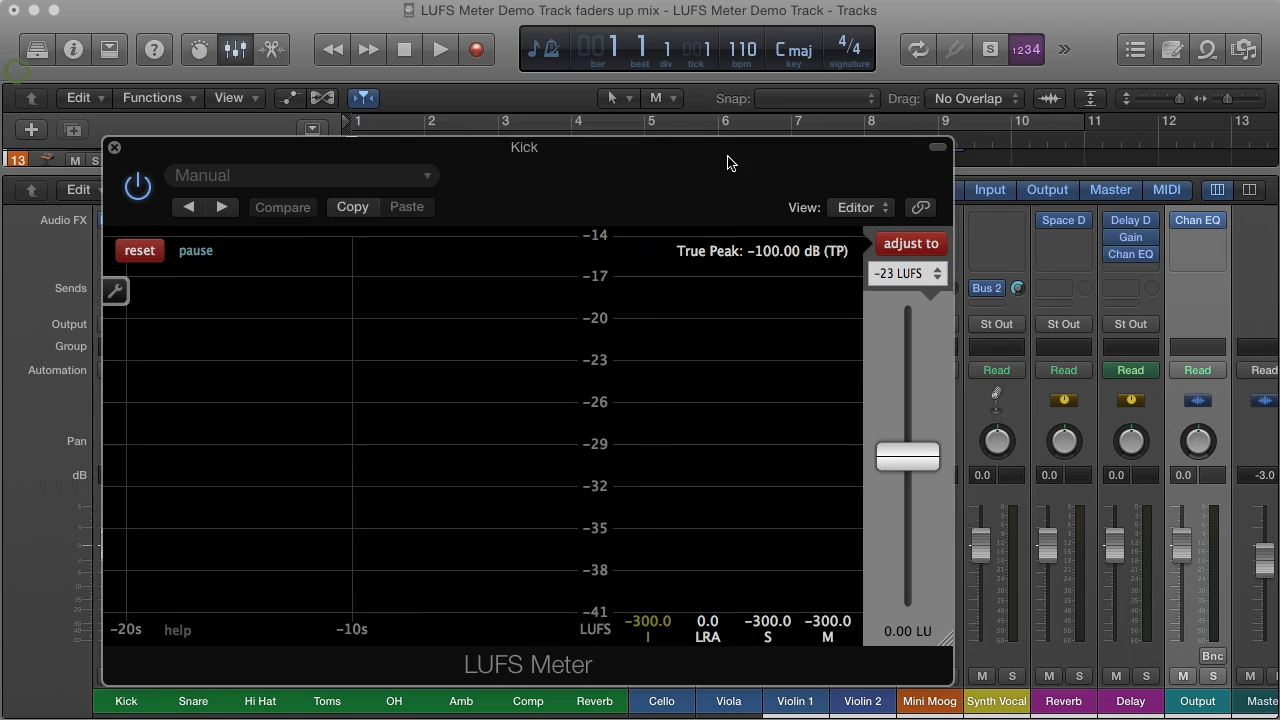 LUFS Meter Demo Track faders up mix - LUFS Meter Demo Track - Tracks
001 1 1 001 110 C maj 4/4
bar beat div tick bpm key signature
S 1234
Edit Functions View M Snap: Drag: No Overlap
1 2 3 4 5 6 7 8 9 10 11 12 13
13 M S
Kick
Manual
Compare Copy Paste View: Editor
reset pause True Peak: -100.00 dB (TP) adjust to
-23 LUFS
-14
-17
-20
-23
-26
-29
-32
-35
-38
-41
-300.0 0.0 -300.0 -300.0
I LRA S M
-20s help -10s LUFS
0.00 LU
LUFS Meter
Edit Input Output Master MIDI
Audio FX Space D Delay D Chan EQ
Gain
Chan EQ
Sends Bus 2
Output St Out St Out St Out
Group
Automation Read Read Read Read Read
Pan
dB 0.0 0.0 0.0 0.0 -3.0
Bnc
M S M S M S M S M
Kick Snare Hi Hat Toms OH Amb Comp Reverb Cello Viola Violin 1 Violin 2 Mini Moog Synth Vocal Reverb Delay Output Maste